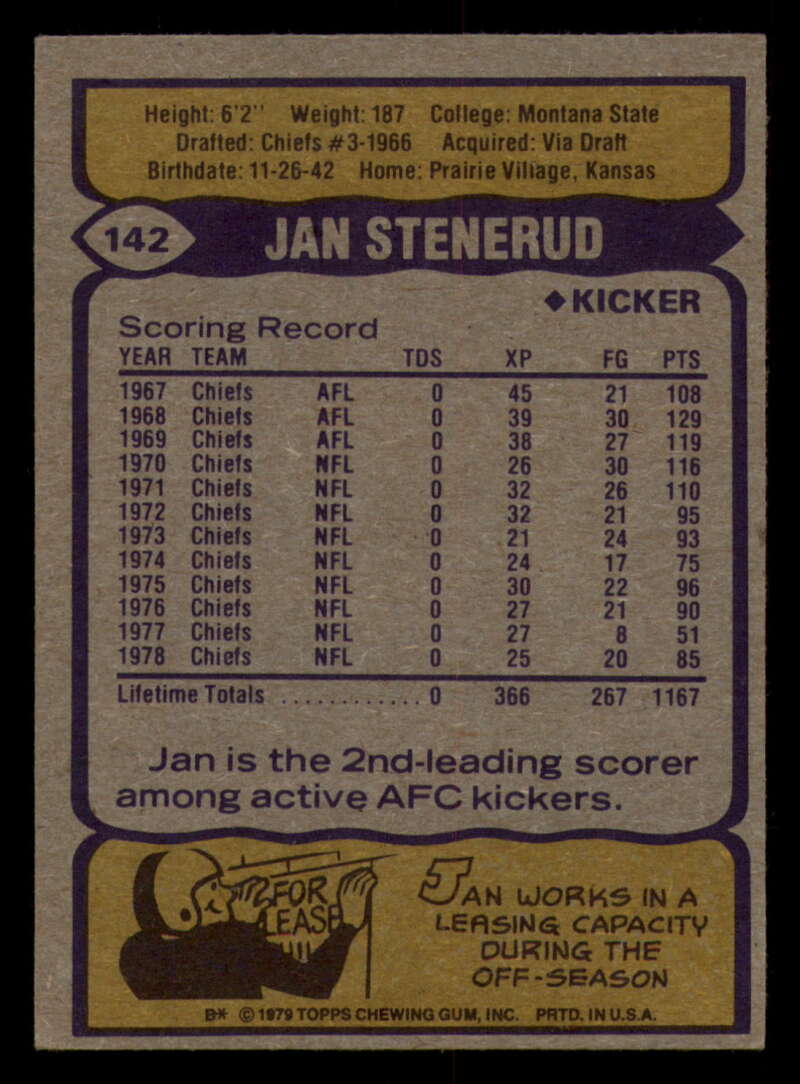 Height: 6'2" Weight: 187 College: Montana State
Drafted: Chiefs #3-1966 Acquired: Via Draft
Birthdate: 11-26-42 Home: Prairie Village, Kansas
142 JAN STENERUD
◆KICKER
Scoring Record
YEAR TEAM TDS XP FG PTS
1967 Chiefs AFL 0 45 21 108
1968 Chiefs AFL 0 39 30 129
1969 Chiefs AFL 0 38 27 119
1970 Chiefs NFL 0 26 30 116
1971 Chiefs NFL 0 32 26 110
1972 Chiefs NFL 0 32 21 95
1973 Chiefs NFL 0 21 24 93
1974 Chiefs NFL 0 24 17 75
1975 Chiefs NFL 0 30 22 96
1976 Chiefs NFL 0 27 21 90
1977 Chiefs NFL 0 27 8 51
1978 Chiefs NFL 0 25 20 85
Lifetime Totals ............. 0 366 267 1167
Jan is the 2nd-leading scorer
among active AFC kickers.
FOR
LEASE
JAN WORKS IN A
LEASING CAPACITY
DURING THE
OFF-SEASON
B* © 1979 TOPPS CHEWING GUM, INC. PRTD. IN U.S.A.